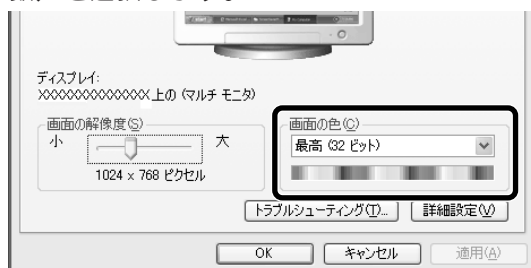 ディスプレイ:
XXXXXXXXXXXXX上の (マルチ モニタ)
画面の解像度(S)
小 大
1024 x 768 ピクセル
画面の色(C)
最高 (32 ビット)
トラブルシューティング(T)... 詳細設定(V)
OK キャンセル 適用(A)